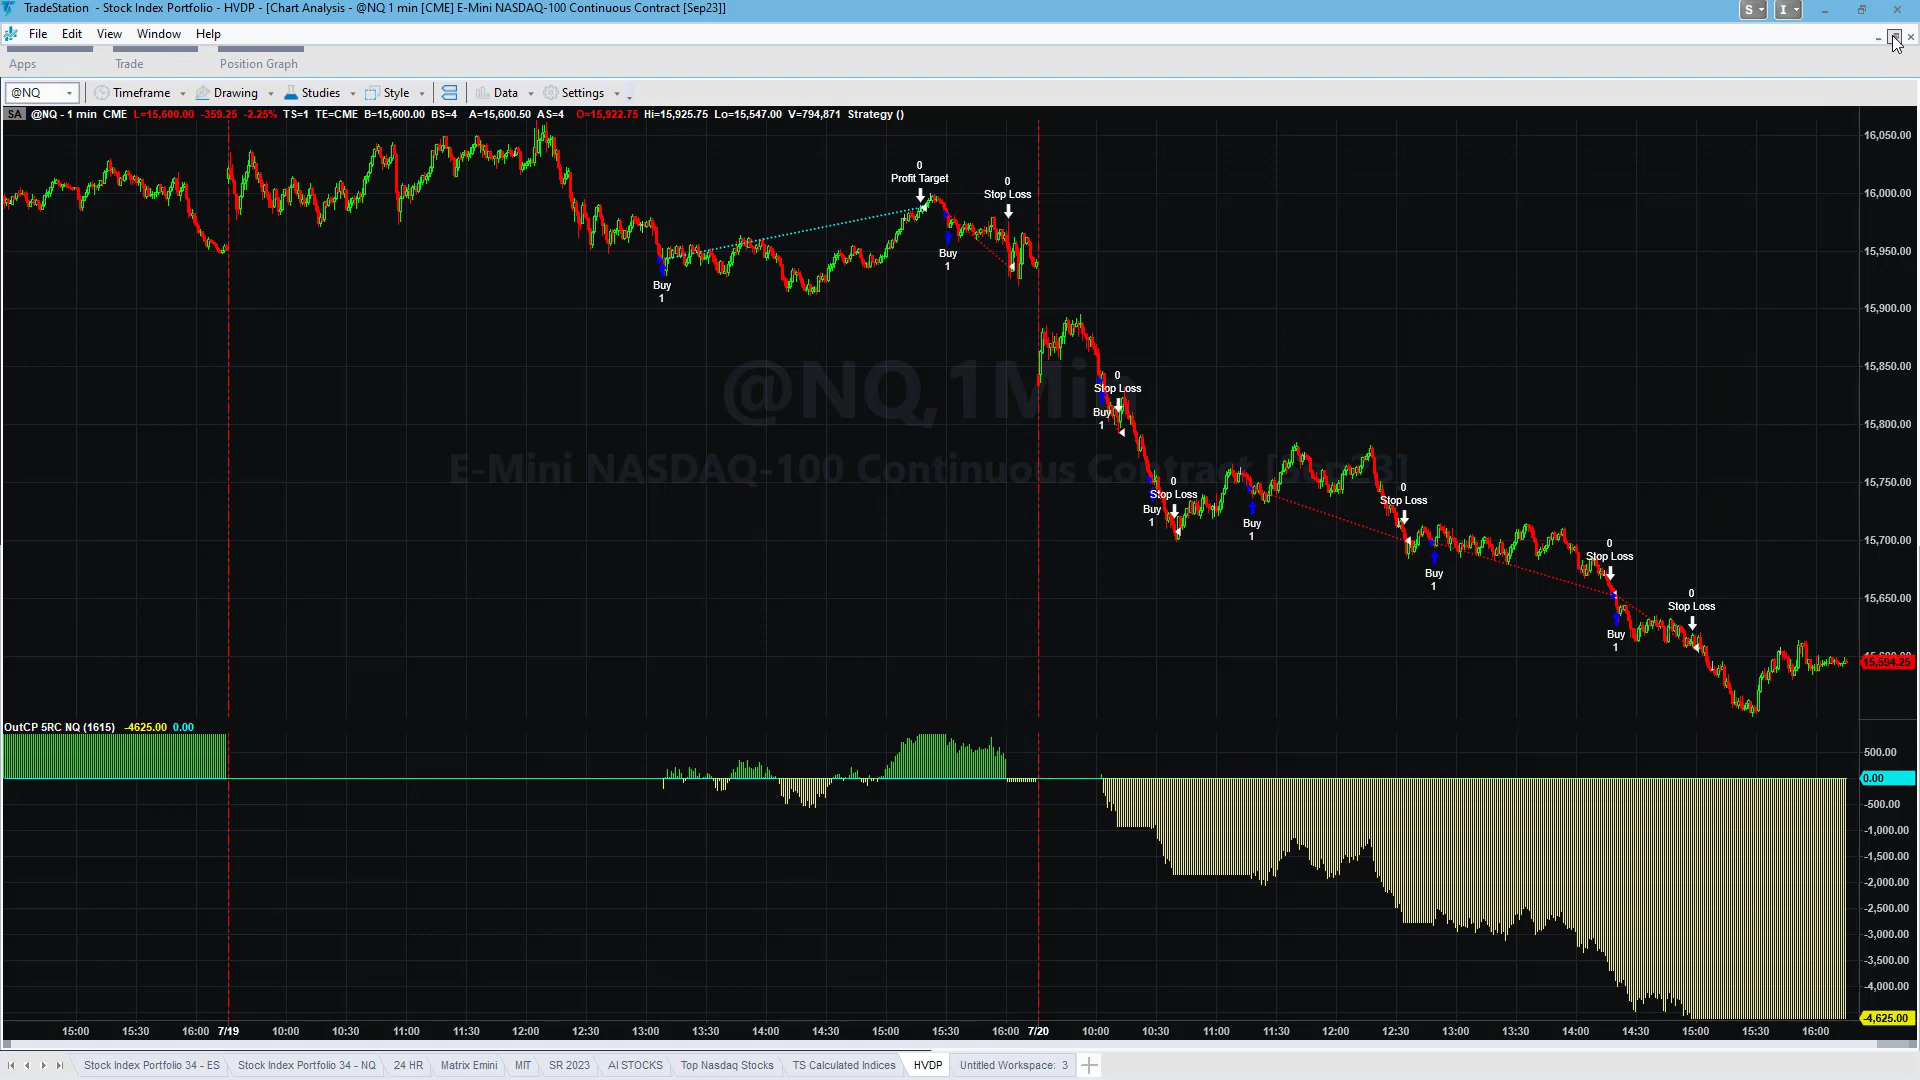 TradeStation - Stock Index Portfolio - HVDP - [Chart Analysis - @NQ 1 min [CME] E-Mini NASDAQ-100 Continuous Contract [Sep23]]
S I
File Edit View Window Help
Apps Trade Position Graph
@NQ Timeframe Drawing Studies Style Data Settings
SA @NQ - 1 min CME L=15,600.00 -359.25 -2.25% TS=1 TE=CME B=15,600.00 BS=4 A=15,600.50 AS=4 O=15,922.75 Hi=15,925.75 Lo=15,547.00 V=794,871 Strategy ()
@NQ,1Min
E-Mini NASDAQ-100 Continuous Contract [Sep23]
0
Profit Target
0
Stop Loss
Buy
1
Buy
1
0
Stop Loss
Buy
1
0
Stop Loss
Buy
1
Buy
1
0
Stop Loss
Buy
1
0
Stop Loss
Buy
1
0
Stop Loss
16,050.00
16,000.00
15,950.00
15,900.00
15,850.00
15,800.00
15,750.00
15,700.00
15,650.00
15,600.00
15,594.25
OutCP 5RC NQ (1615) -4625.00 0.00
500.00
0.00
-500.00
-1,000.00
-1,500.00
-2,000.00
-2,500.00
-3,000.00
-3,500.00
-4,000.00
-4,625.00
15:00 15:30 16:00 7/19 10:00 10:30 11:00 11:30 12:00 12:30 13:00 13:30 14:00 14:30 15:00 15:30 16:00 7/20 10:00 10:30 11:00 11:30 12:00 12:30 13:00 13:30 14:00 14:30 15:00 15:30 16:00
Stock Index Portfolio 34 - ES Stock Index Portfolio 34 - NQ 24 HR Matrix Emini MIT SR 2023 AI STOCKS Top Nasdaq Stocks TS Calculated Indices HVDP Untitled Workspace: 3